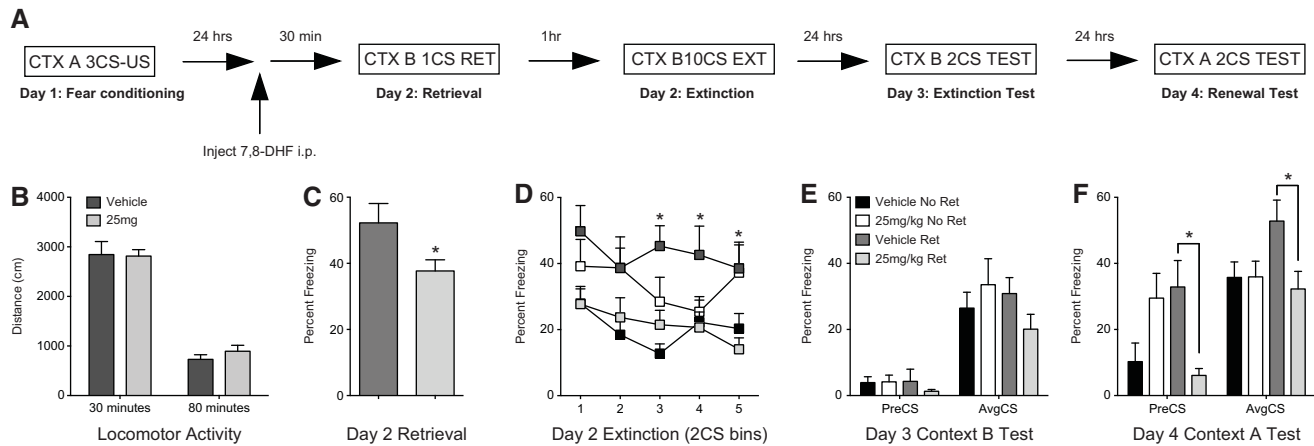 A
24 hrs
30 min
1hr
24 hrs
24 hrs
CTX A 3CS-US
CTX B 1CS RET
CTX B10CS EXT
CTX B 2CS TEST
CTX A 2CS TEST
Day 1: Fear conditioning
Day 2: Retrieval
Day 2: Extinction
Day 3: Extinction Test
Day 4: Renewal Test
Inject 7,8-DHF i.p.
B
Distance (cm)
4000
3000
2000
1000
0
Vehicle
25mg
30 minutes
80 minutes
Locomotor Activity
C
Percent Freezing
60
40
20
0
*
Day 2 Retrieval
D
Percent Freezing
60
40
20
0
* * *
1 2 3 4 5
Day 2 Extinction (2CS bins)
E
Percent Freezing
60
40
20
0
Vehicle No Ret
25mg/kg No Ret
Vehicle Ret
25mg/kg Ret
PreCS
AvgCS
Day 3 Context B Test
F
Percent Freezing
60
40
20
0
*
*
PreCS
AvgCS
Day 4 Context A Test